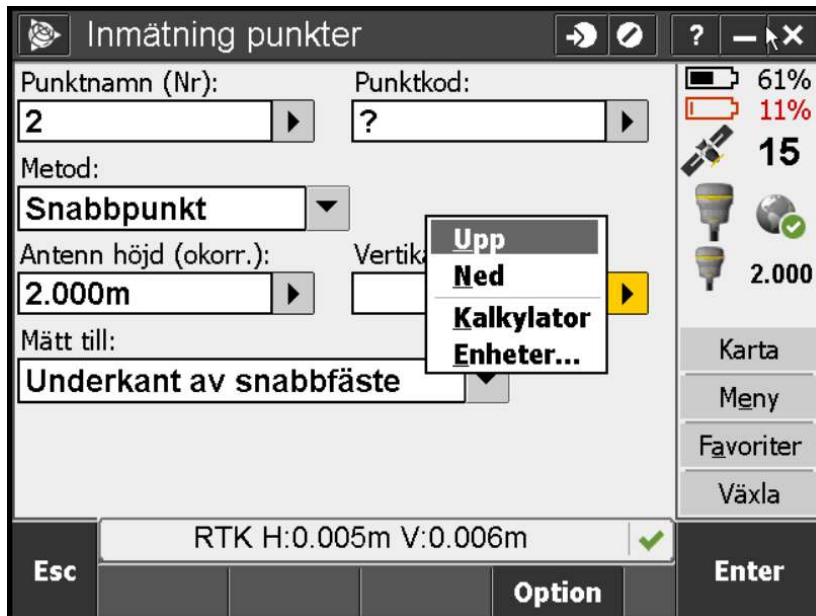 Inmätning punkter
?
Punktnamn (Nr):
Punktkod:
2
?
Metod:
Snabbpunkt
Antenn höjd (okorr.):
2.000m
Mätt till:
Underkant av snabbfäste
Upp
Ned
Kalkylator
Enheter...
61%
11%
15
2.000
Karta
Meny
Favoriter
Växla
RTK H:0.005m V:0.006m
Esc
Option
Enter